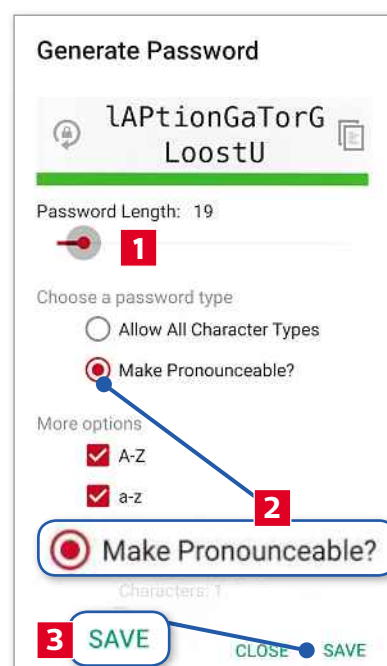 Generate Password
lAPtionGaTorG
LoostU
Password Length: 19
1
Choose a password type
Allow All Character Types
Make Pronounceable?
More options
A-Z
a-z
2
Make Pronounceable?
Characters: 1
3 SAVE
CLOSE SAVE